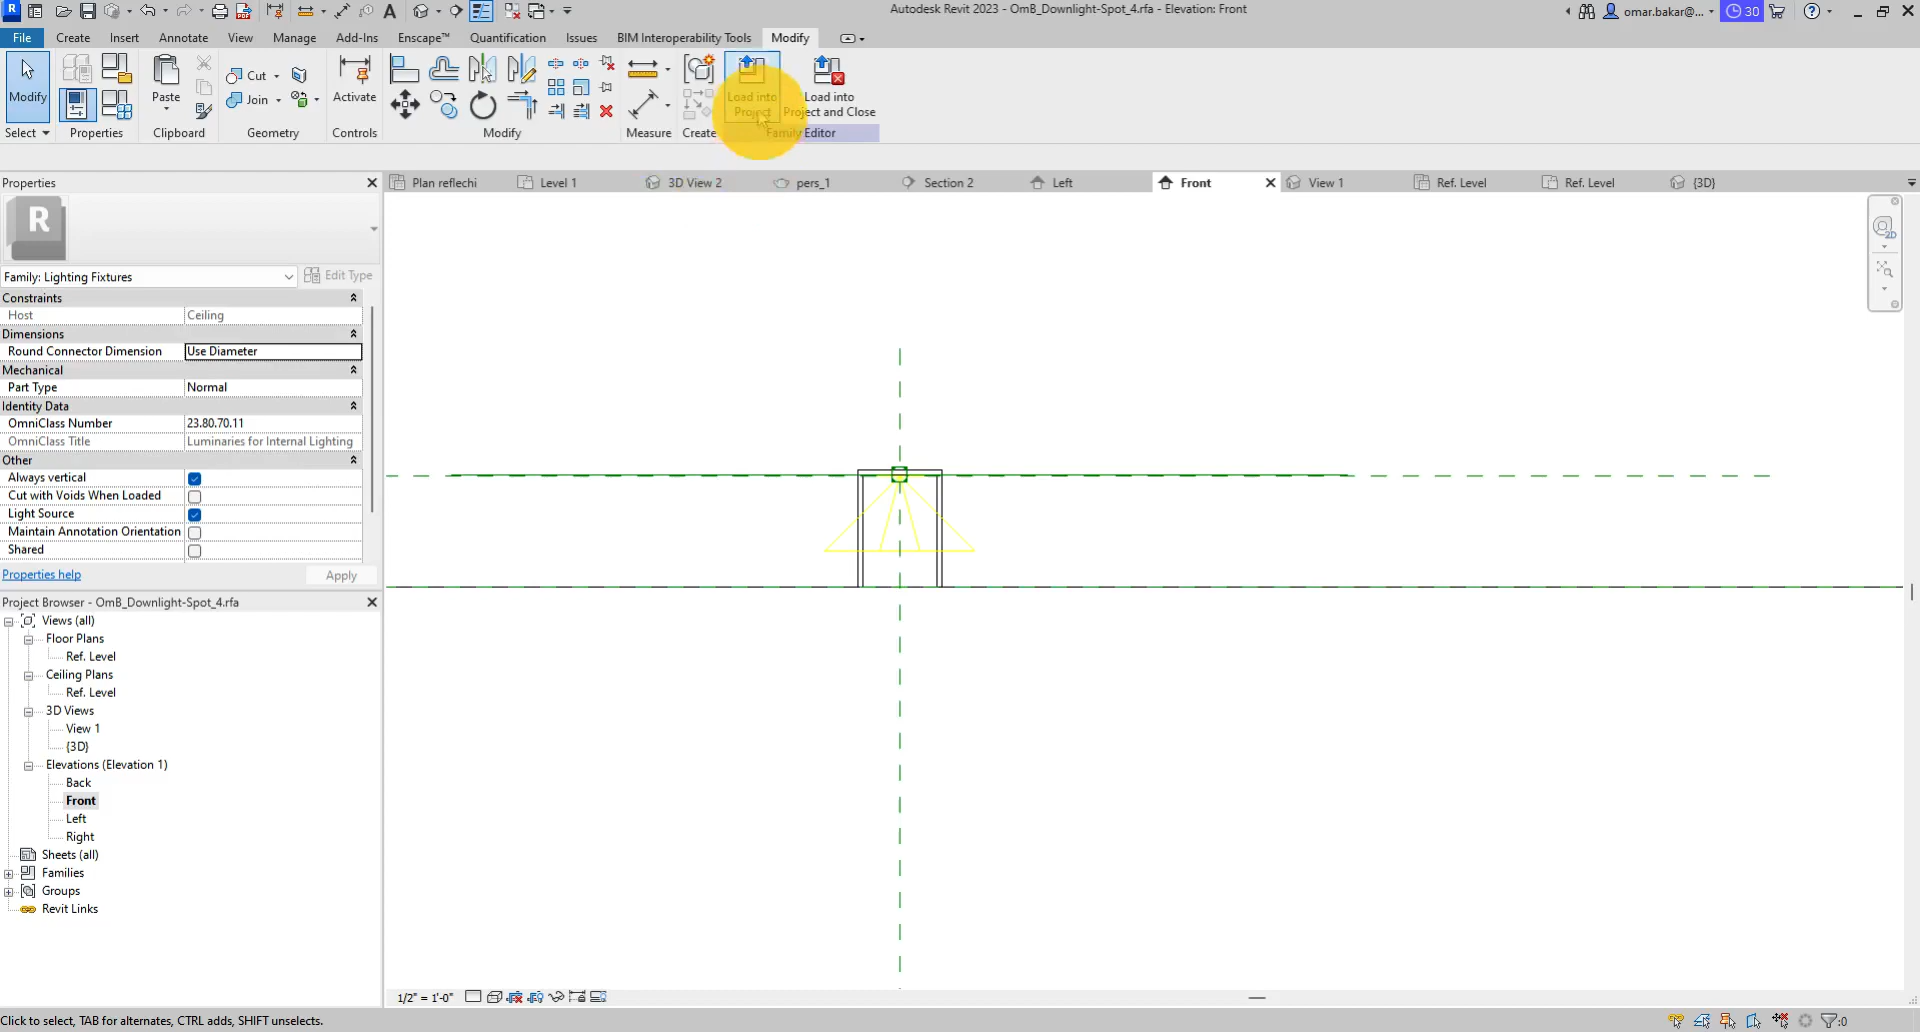 R
Autodesk Revit 2023 - OmB_Downlight-Spot_4.rfa - Elevation: Front
omar.bakar@...
30
File
Create
Insert
Annotate
View
Manage
Add-Ins
Enscape™
Quantification
Issues
BIM Interoperability Tools
Modify
Modify
Paste
Cut
Join
Activate
Load into
Project
Load into
Project and Close
Select
Properties
Clipboard
Geometry
Controls
Modify
Measure
Create
Family Editor
Properties
Plan reflechi
Level 1
3D View 2
pers_1
Section 2
Left
Front
View 1
Ref. Level
Ref. Level
{3D}
R
2D
Family: Lighting Fixtures
Edit Type
Constraints
Host Ceiling
Dimensions
Round Connector Dimension Use Diameter
Mechanical
Part Type Normal
Identity Data
OmniClass Number 23.80.70.11
OmniClass Title Luminaries for Internal Lighting
Other
Always vertical
Cut with Voids When Loaded
Light Source
Maintain Annotation Orientation
Shared
Properties help
Apply
Project Browser - OmB_Downlight-Spot_4.rfa
Views (all)
Floor Plans
Ref. Level
Ceiling Plans
Ref. Level
3D Views
View 1
{3D}
Elevations (Elevation 1)
Back
Front
Left
Right
Sheets (all)
Families
Groups
Revit Links
1/2" = 1'-0"
Click to select, TAB for alternates, CTRL adds, SHIFT unselects.
:0